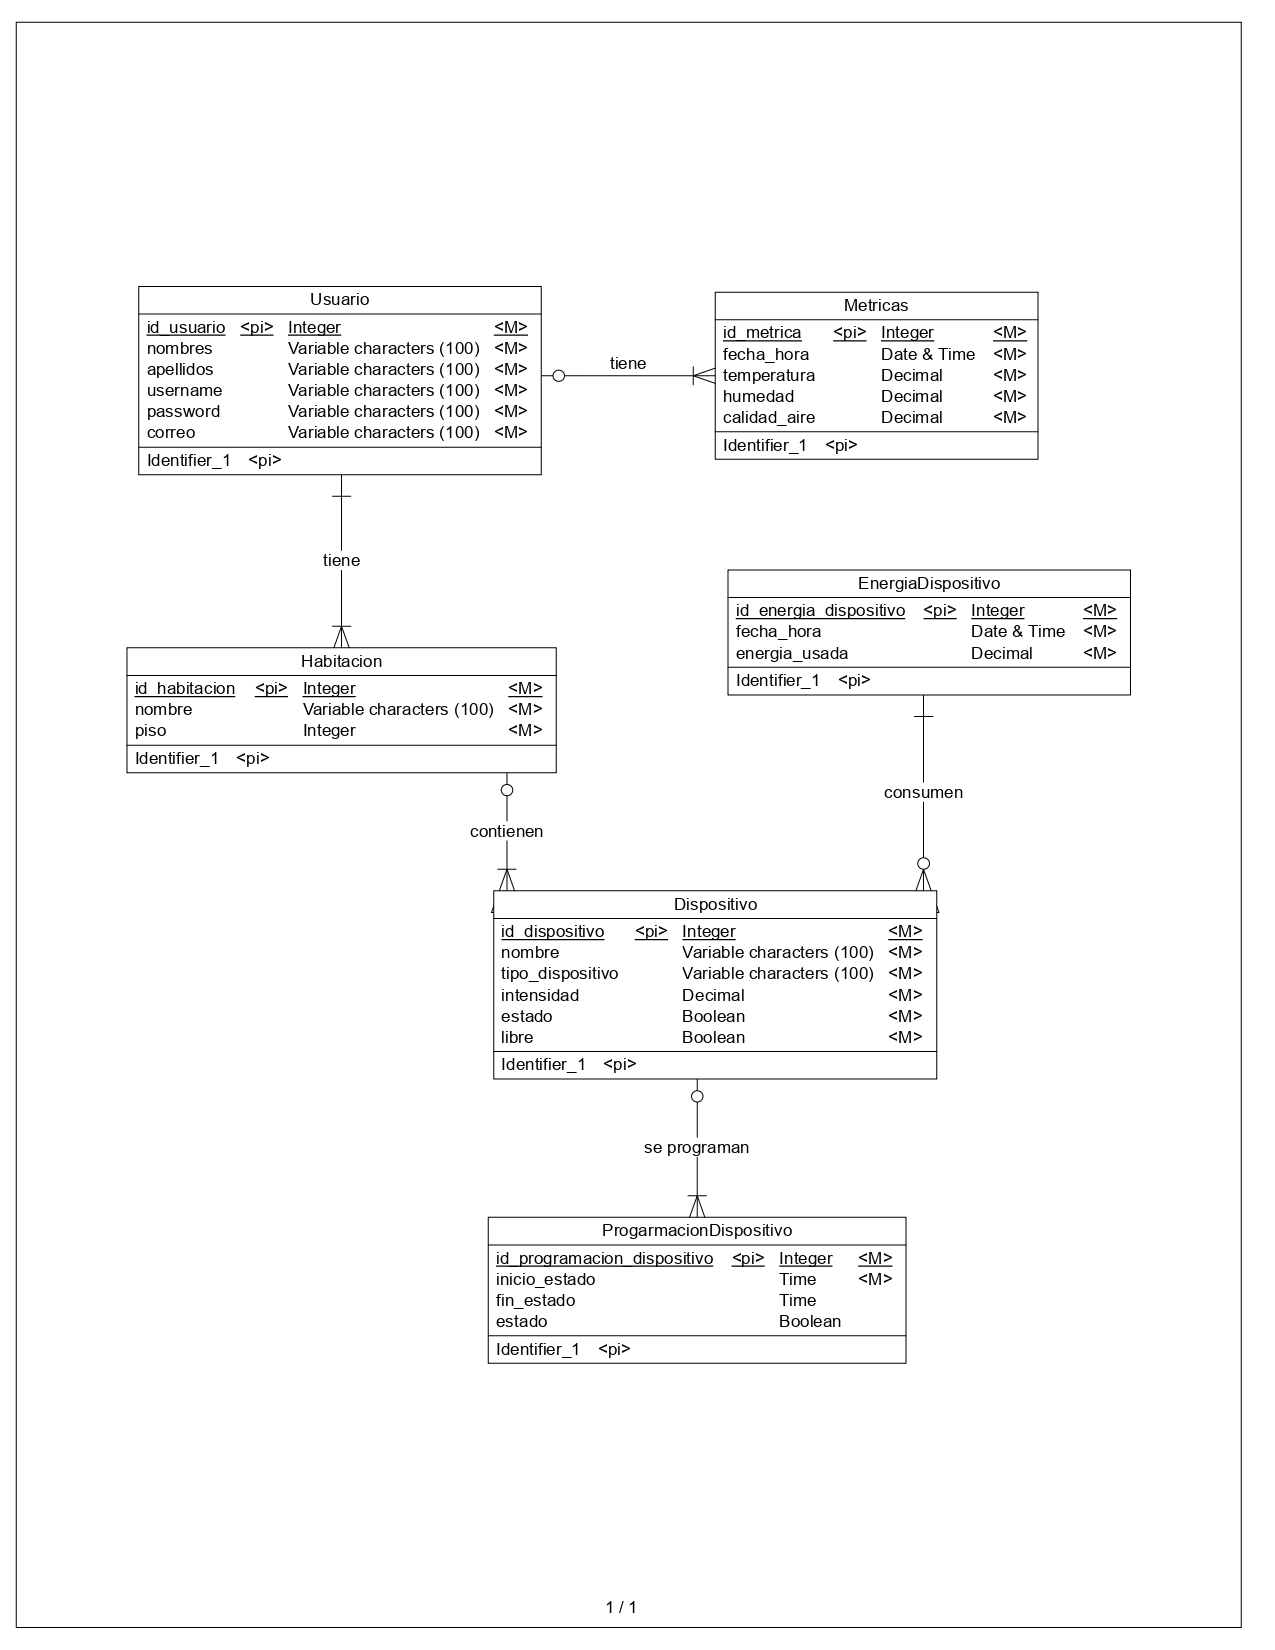 Usuario
id_usuario <pi> Integer <M>
nombres Variable characters (100) <M>
apellidos Variable characters (100) <M>
username Variable characters (100) <M>
password Variable characters (100) <M>
correo Variable characters (100) <M>
Identifier_1 <pi>
tiene
Metricas
id_metrica <pi> Integer <M>
fecha_hora Date & Time <M>
temperatura Decimal <M>
humedad Decimal <M>
calidad_aire Decimal <M>
Identifier_1 <pi>
tiene
EnergiaDispositivo
id_energia_dispositivo <pi> Integer <M>
fecha_hora Date & Time <M>
energia_usada Decimal <M>
Identifier_1 <pi>
Habitacion
id_habitacion <pi> Integer <M>
nombre Variable characters (100) <M>
piso Integer <M>
Identifier_1 <pi>
consumen
contienen
Dispositivo
id_dispositivo <pi> Integer <M>
nombre Variable characters (100) <M>
tipo_dispositivo Variable characters (100) <M>
intensidad Decimal <M>
estado Boolean <M>
libre Boolean <M>
Identifier_1 <pi>
se programan
ProgarmacionDispositivo
id_programacion_dispositivo <pi> Integer <M>
inicio_estado Time <M>
fin_estado Time
estado Boolean
Identifier_1 <pi>
1 / 1